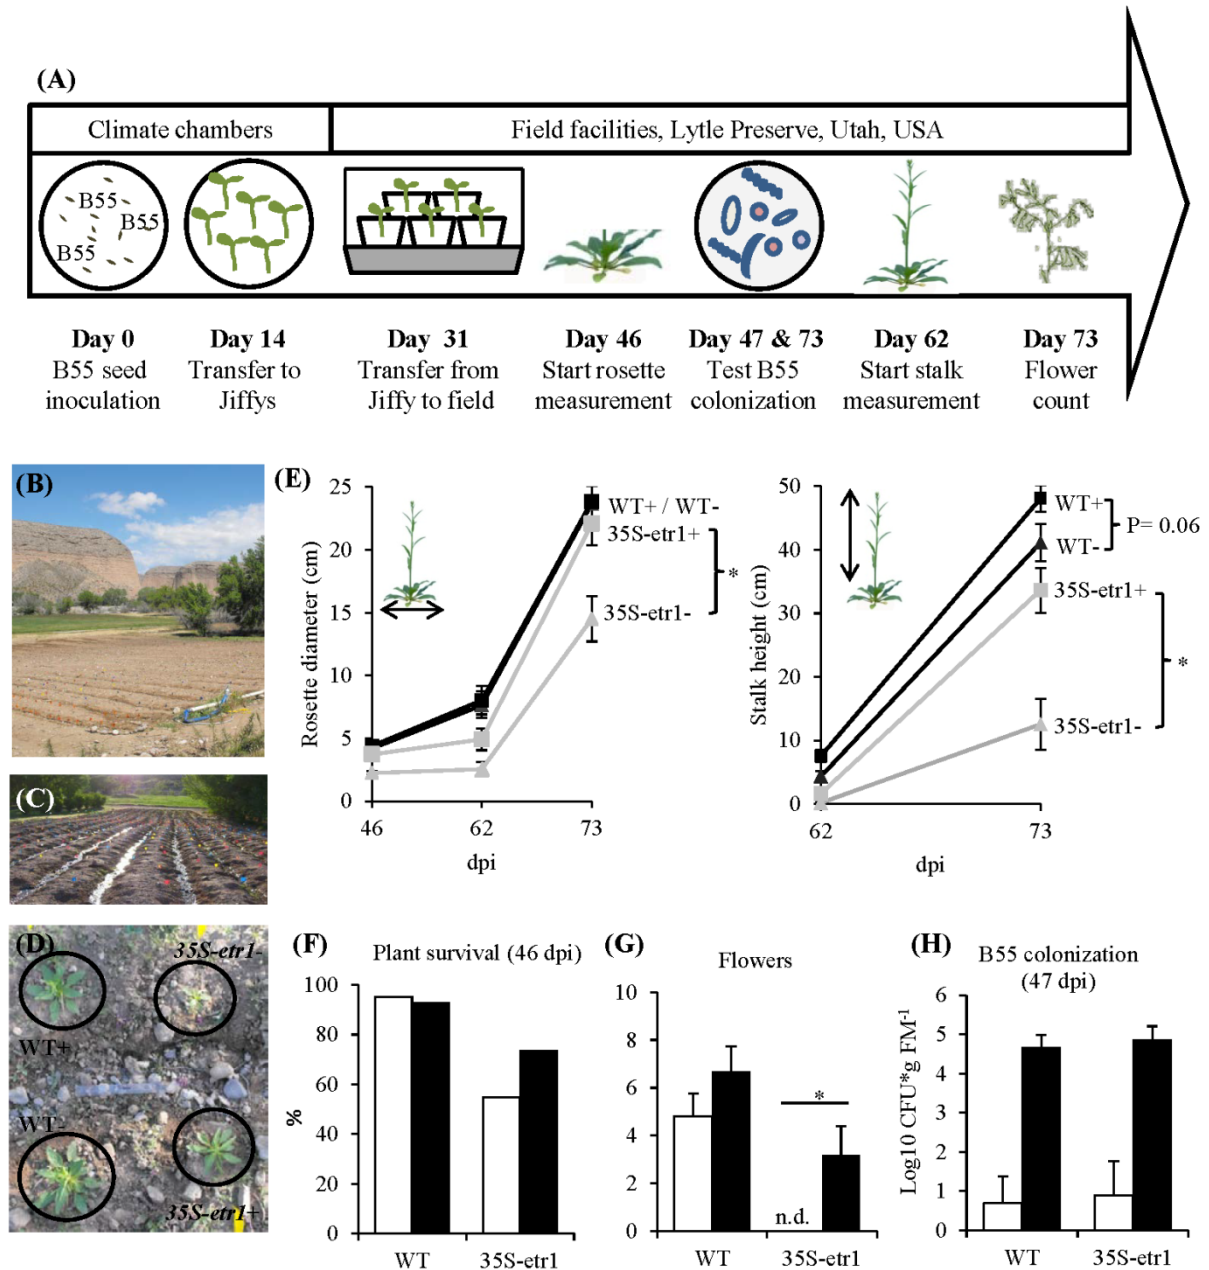 (A)
Climate chambers
Field facilities, Lytle Preserve, Utah, USA
B55
B55
B55
Day 0
B55 seed
inoculation
Day 14
Transfer to
Jiffys
Day 31
Transfer from
Jiffy to field
Day 46
Start rosette
measurement
Day 47 & 73
Test B55
colonization
Day 62
Start stalk
measurement
Day 73
Flower
count
(B)
(C)
(D)
35S-etr1-
WT+
WT-
35S-etr1+
(E)
Rosette diameter (cm)
25
20
15
10
5
0
46
62
73
dpi
WT+ / WT-
35S-etr1+
*
35S-etr1-
Stalk height (cm)
50
40
30
20
10
0
62
73
dpi
WT+
P= 0.06
WT-
35S-etr1+
*
35S-etr1-
(F)
Plant survival (46 dpi)
%
100
80
60
40
20
0
WT
35S-etr1
(G)
Flowers
10
8
6
4
2
0
*
n.d.
WT
35S-etr1
(H)
B55 colonization
(47 dpi)
Log10 CFU*g FM-1
6
5
4
3
2
1
0
WT
35S-etr1